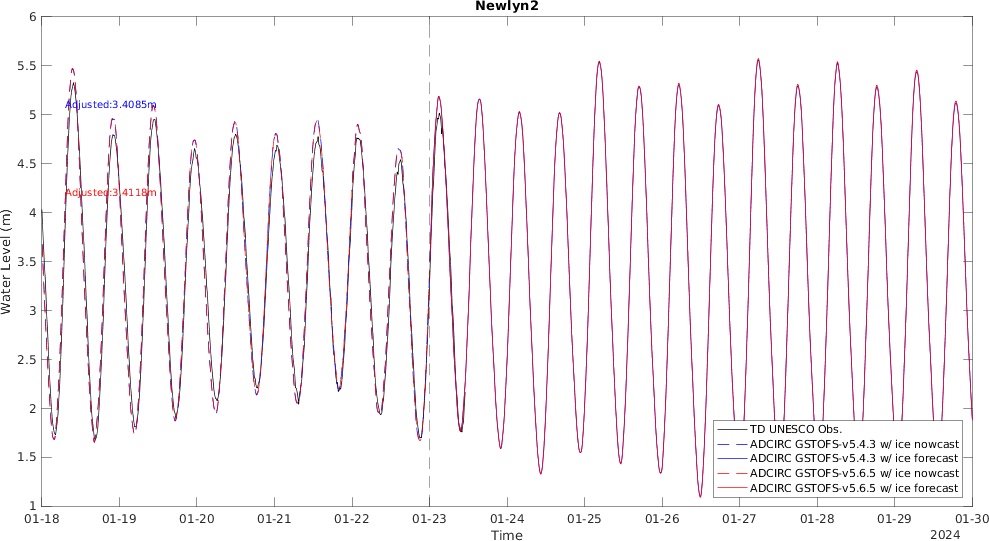 Newlyn2
6
5.5
5
4.5
4
3.5
3
2.5
2
1.5
1
Water Level (m)
Adjusted:3.4085m
Adjusted:3.4118m
TD UNESCO Obs.
ADCIRC GSTOFS-v5.4.3 w/ ice nowcast
ADCIRC GSTOFS-v5.4.3 w/ ice forecast
ADCIRC GSTOFS-v5.6.5 w/ ice nowcast
ADCIRC GSTOFS-v5.6.5 w/ ice forecast
01-18 01-19 01-20 01-21 01-22 01-23 01-24 01-25 01-26 01-27 01-28 01-29 01-30
Time
2024